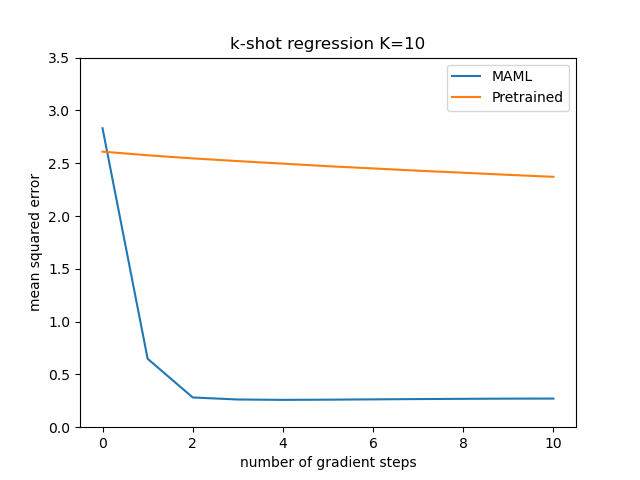 k-shot regression K=10
3.5
3.0
2.5
2.0
1.5
1.0
0.5
0.0
mean squared error
MAML
Pretrained
0 2 4 6 8 10
number of gradient steps